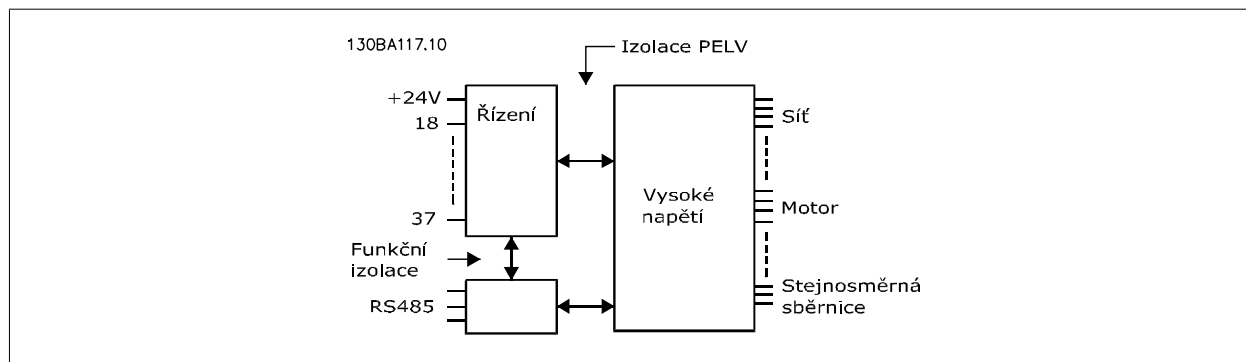 130BA117.10
Izolace PELV
+24V
Řízení
18
37
Funkční
izolace
RS485
Vysoké
napětí
Síť
Motor
Stejnosměrná
sběrnice